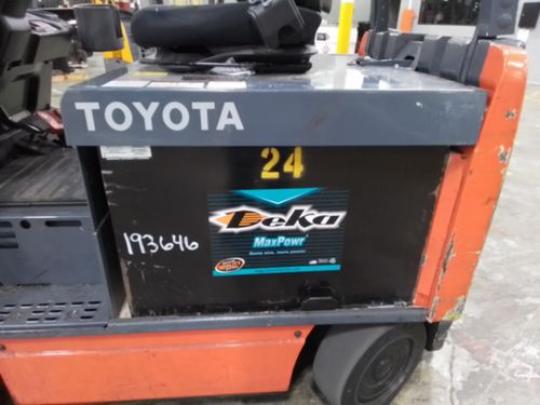 TOYOTA
24
Deka
MaxPowr
193646